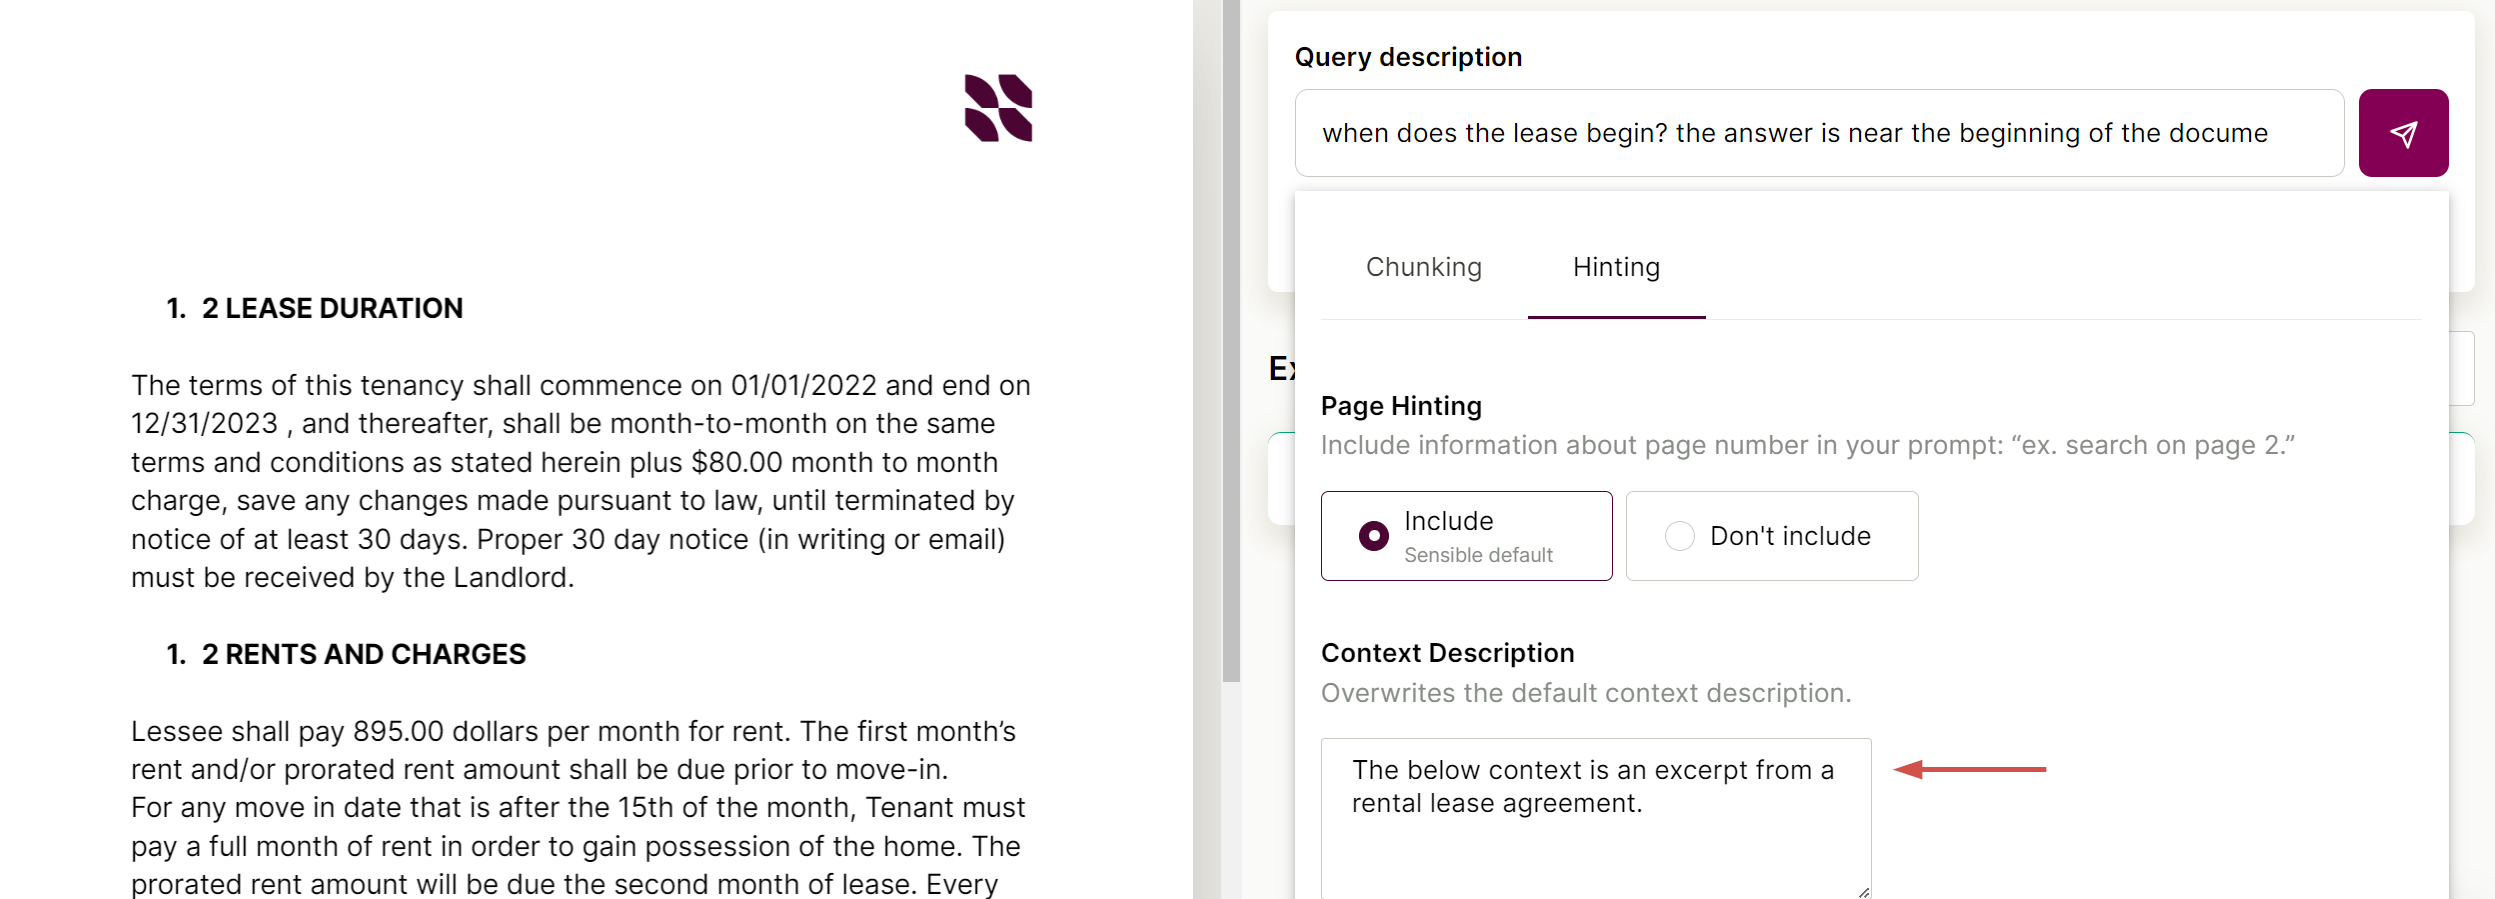 1. 2 LEASE DURATION
The terms of this tenancy shall commence on 01/01/2022 and end on
12/31/2023 , and thereafter, shall be month-to-month on the same
terms and conditions as stated herein plus $80.00 month to month
charge, save any changes made pursuant to law, until terminated by
notice of at least 30 days. Proper 30 day notice (in writing or email)
must be received by the Landlord.
1. 2 RENTS AND CHARGES
Lessee shall pay 895.00 dollars per month for rent. The first month’s
rent and/or prorated rent amount shall be due prior to move-in.
For any move in date that is after the 15th of the month, Tenant must
pay a full month of rent in order to gain possession of the home. The
prorated rent amount will be due the second month of lease. Every
Query description
when does the lease begin? the answer is near the beginning of the docume
Chunking
Hinting
Page Hinting
Include information about page number in your prompt: “ex. search on page 2.”
Include
Sensible default
Don't include
Context Description
Overwrites the default context description.
The below context is an excerpt from a
rental lease agreement.